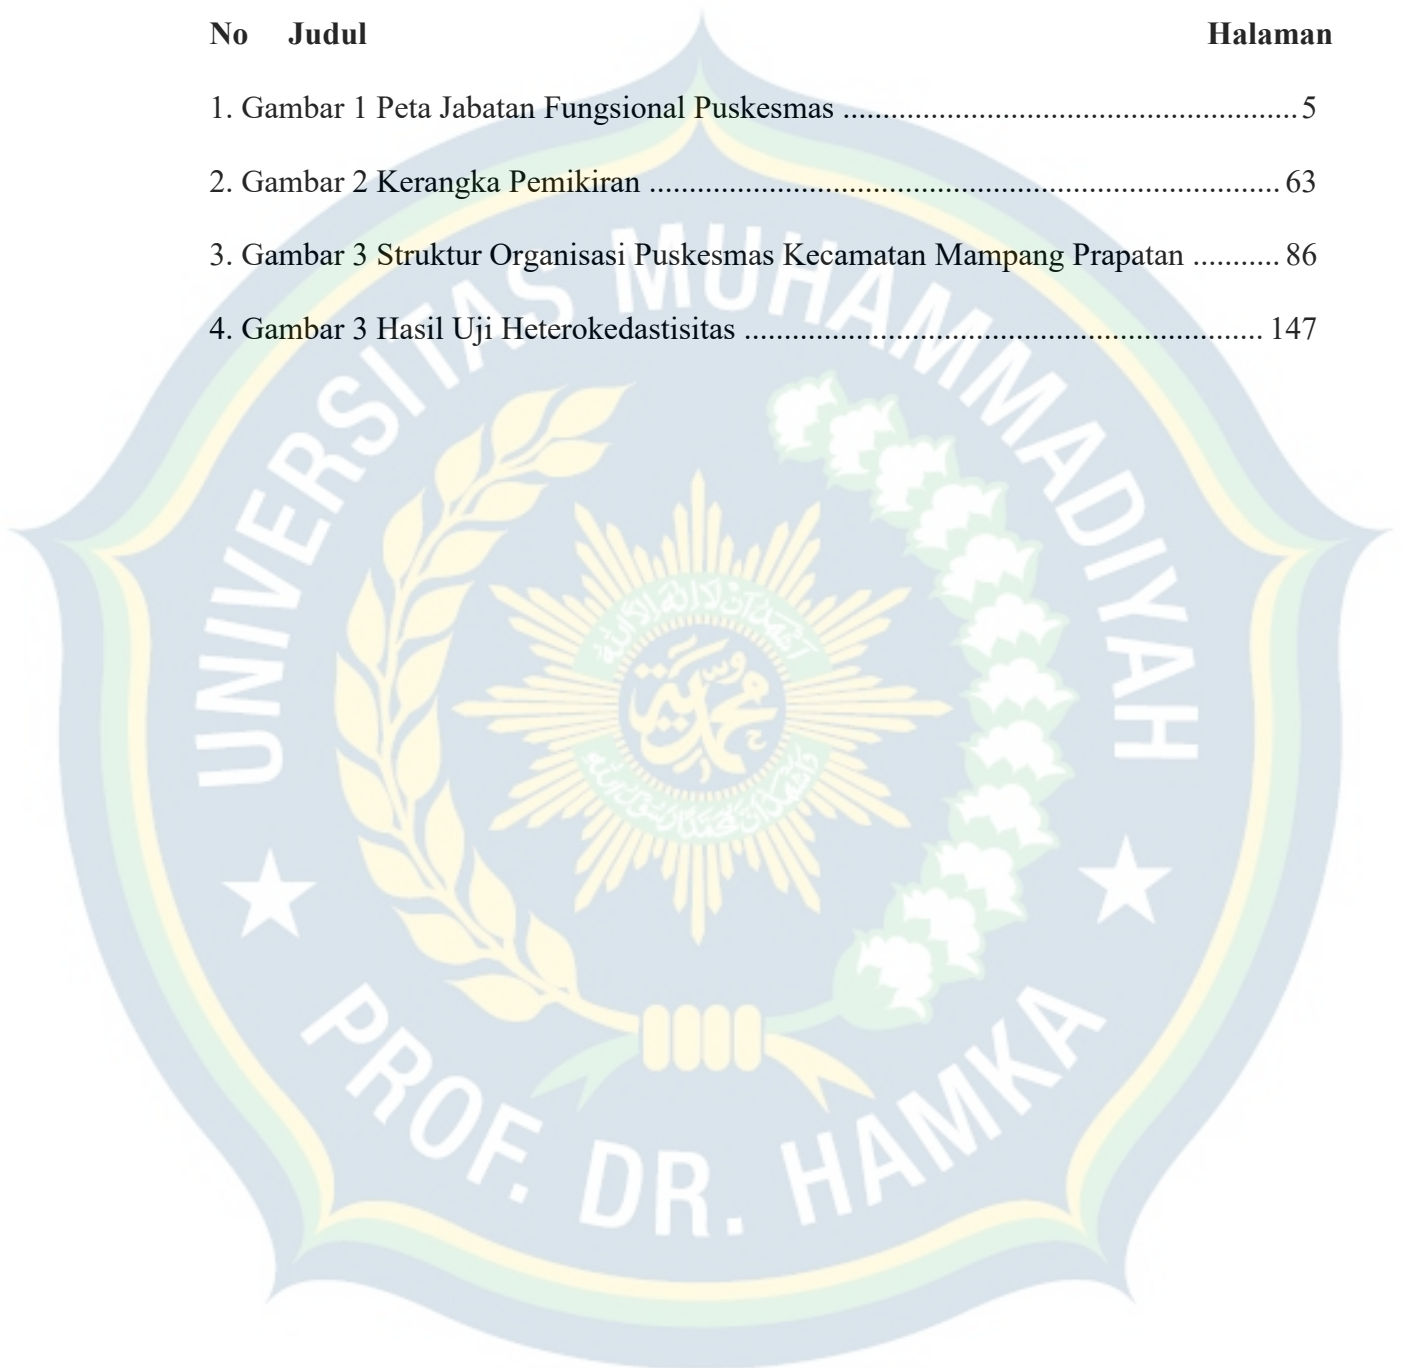 No Judul Halaman
1. Gambar 1 Peta Jabatan Fungsional Puskesmas ........................................................ 5
2. Gambar 2 Kerangka Pemikiran .............................................................................. 63
3. Gambar 3 Struktur Organisasi Puskesmas Kecamatan Mampang Prapatan ........... 86
4. Gambar 3 Hasil Uji Heterokedastisitas ................................................................ 147
UNIVERSITAS MUHAMMADIYAH
محمدية
PROF. DR. HAMKA